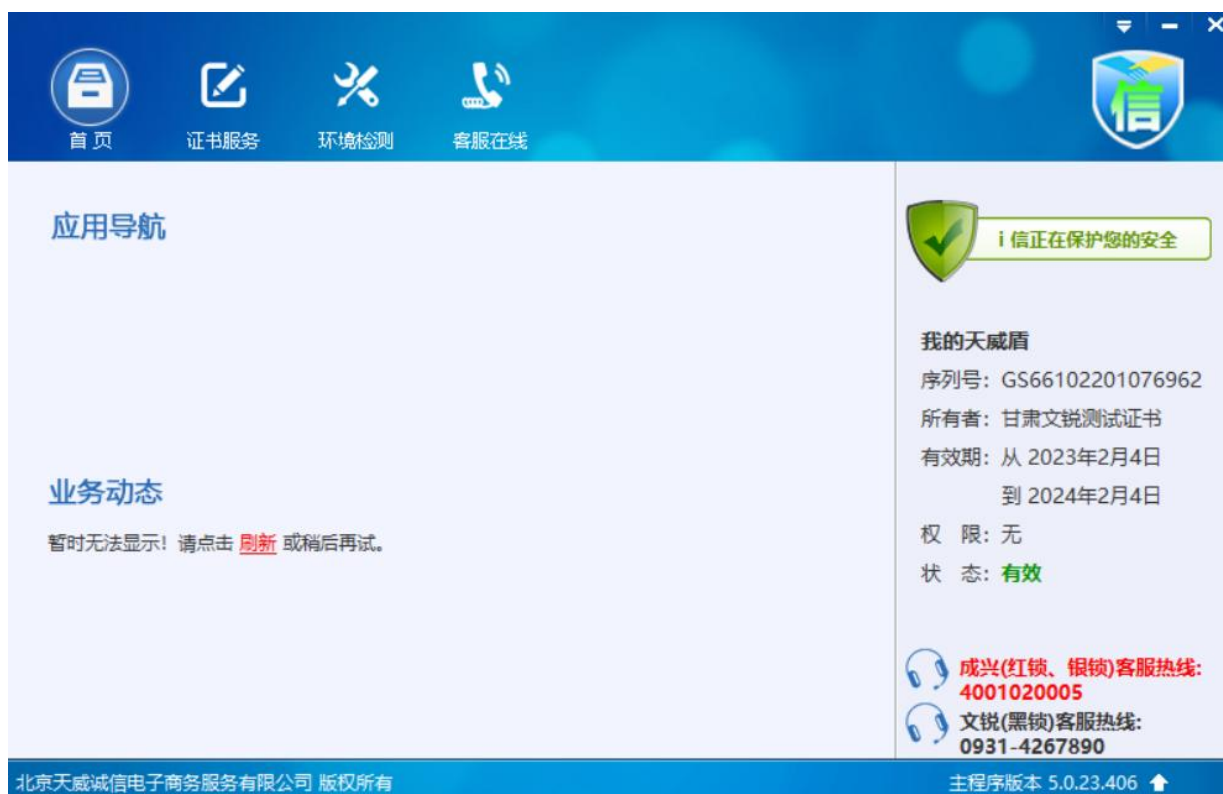 首页 证书服务 环境检测 客服在线
信
应用导航
业务动态
暂时无法显示！请点击 刷新 或稍后再试。
i 信正在保护您的安全
我的天威盾
序列号：GS66102201076962
所有者：甘肃文锐测试证书
有效期：从 2023年2月4日
到 2024年2月4日
权 限：无
状 态：有效
成兴(红锁、银锁)客服热线:
4001020005
文锐(黑锁)客服热线:
0931-4267890
北京天威诚信电子商务服务有限公司 版权所有
主程序版本 5.0.23.406